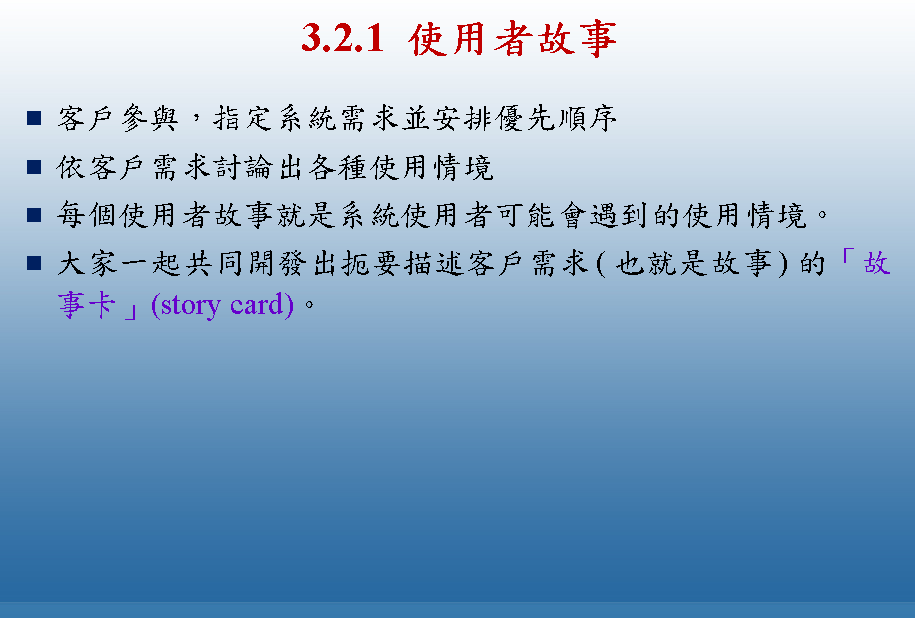 3.2.1 使用者故事
■ 客戶參與，指定系統需求並安排優先順序
■ 依客戶需求討論出各種使用情境
■ 每個使用者故事就是系統使用者可能會遇到的使用情境。
■ 大家一起共同開發出扼要描述客戶需求(也就是故事)的「故
事卡」(story card)。